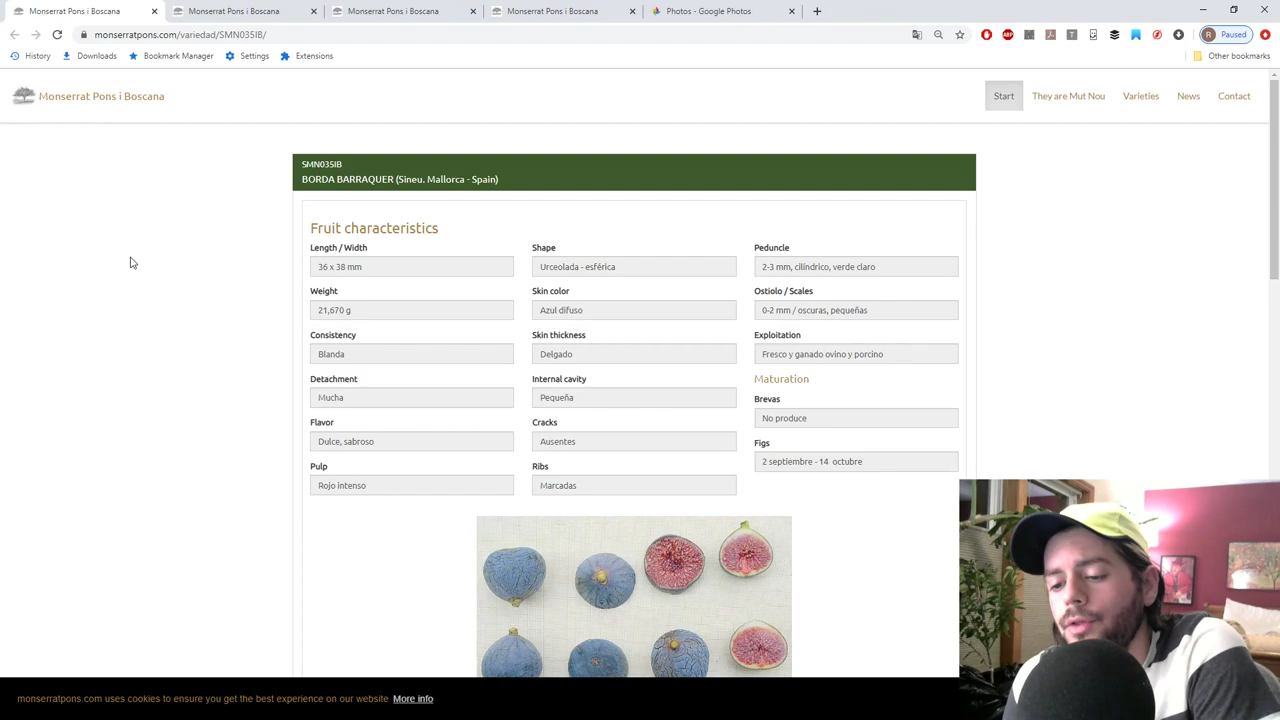 Monserrat Pons i Boscana
Monserrat Pons i Boscana
Monserrat Pons i Boscana
Monserrat Pons i Boscana
Photos - Google Photos
monserratpons.com/variedad/SMN035IB/
ABP
R Paused
History
Downloads
Bookmark Manager
Settings
Extensions
Other bookmarks
Monserrat Pons i Boscana
Start
They are Mut Nou
Varieties
News
Contact
SMN035IB
BORDA BARRAQUER (Sineu. Mallorca - Spain)
Fruit characteristics
Length / Width
36 x 38 mm
Weight
21,670 g
Consistency
Blanda
Detachment
Mucha
Flavor
Dulce, sabroso
Pulp
Rojo intenso
Shape
Urceolada - esférica
Skin color
Azul difuso
Skin thickness
Delgado
Internal cavity
Pequeña
Cracks
Ausentes
Ribs
Marcadas
Peduncle
2-3 mm, cilíndrico, verde claro
Ostiolo / Scales
0-2 mm / oscuras, pequeñas
Exploitation
Fresco y ganado ovino y porcino
Maturation
Brevas
No produce
Figs
2 septiembre - 14 octubre
monserratpons.com uses cookies to ensure you get the best experience on our website More info